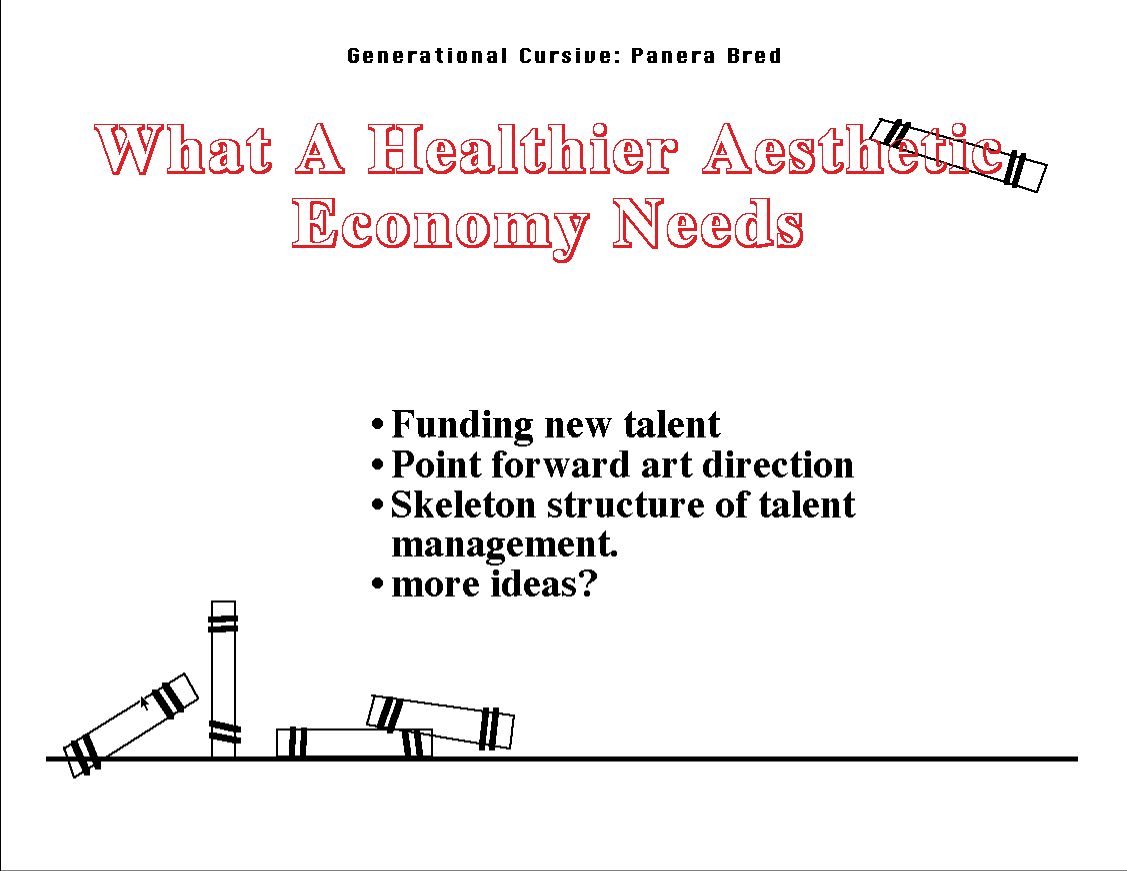 Generational Cursive: Panera Bred
What A Healthier Aesthetic
Economy Needs
• Funding new talent
• Point forward art direction
• Skeleton structure of talent
management.
• more ideas?